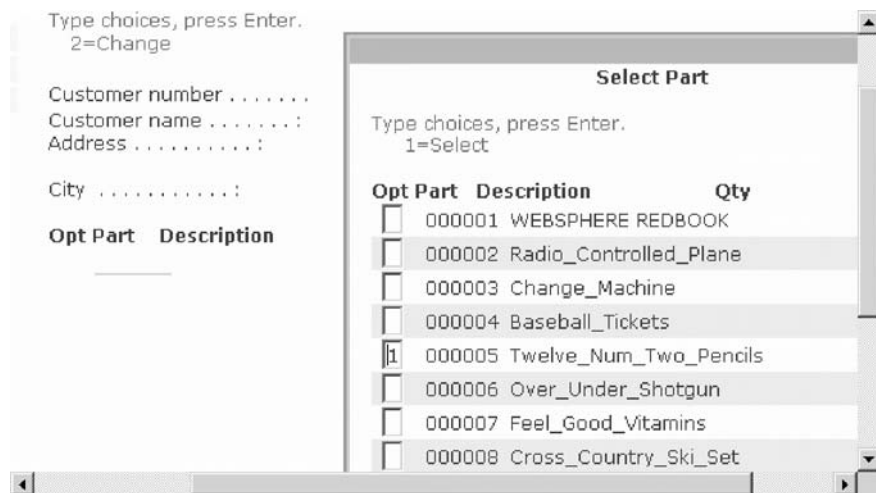 Type choices, press Enter.
2=Change
Customer number . . . . . . .
Customer name . . . . . . . :
Address . . . . . . . . . . :
City . . . . . . . . . . . :
Opt Part Description
Select Part
Type choices, press Enter.
1=Select
Opt Part Description Qty
000001 WEBSPHERE REDBOOK
000002 Radio_Controlled_Plane
000003 Change_Machine
000004 Baseball_Tickets
1 000005 Twelve_Num_Two_Pencils
000006 Over_Under_Shotgun
000007 Feel_Good_Vitamins
000008 Cross_Country_Ski_Set